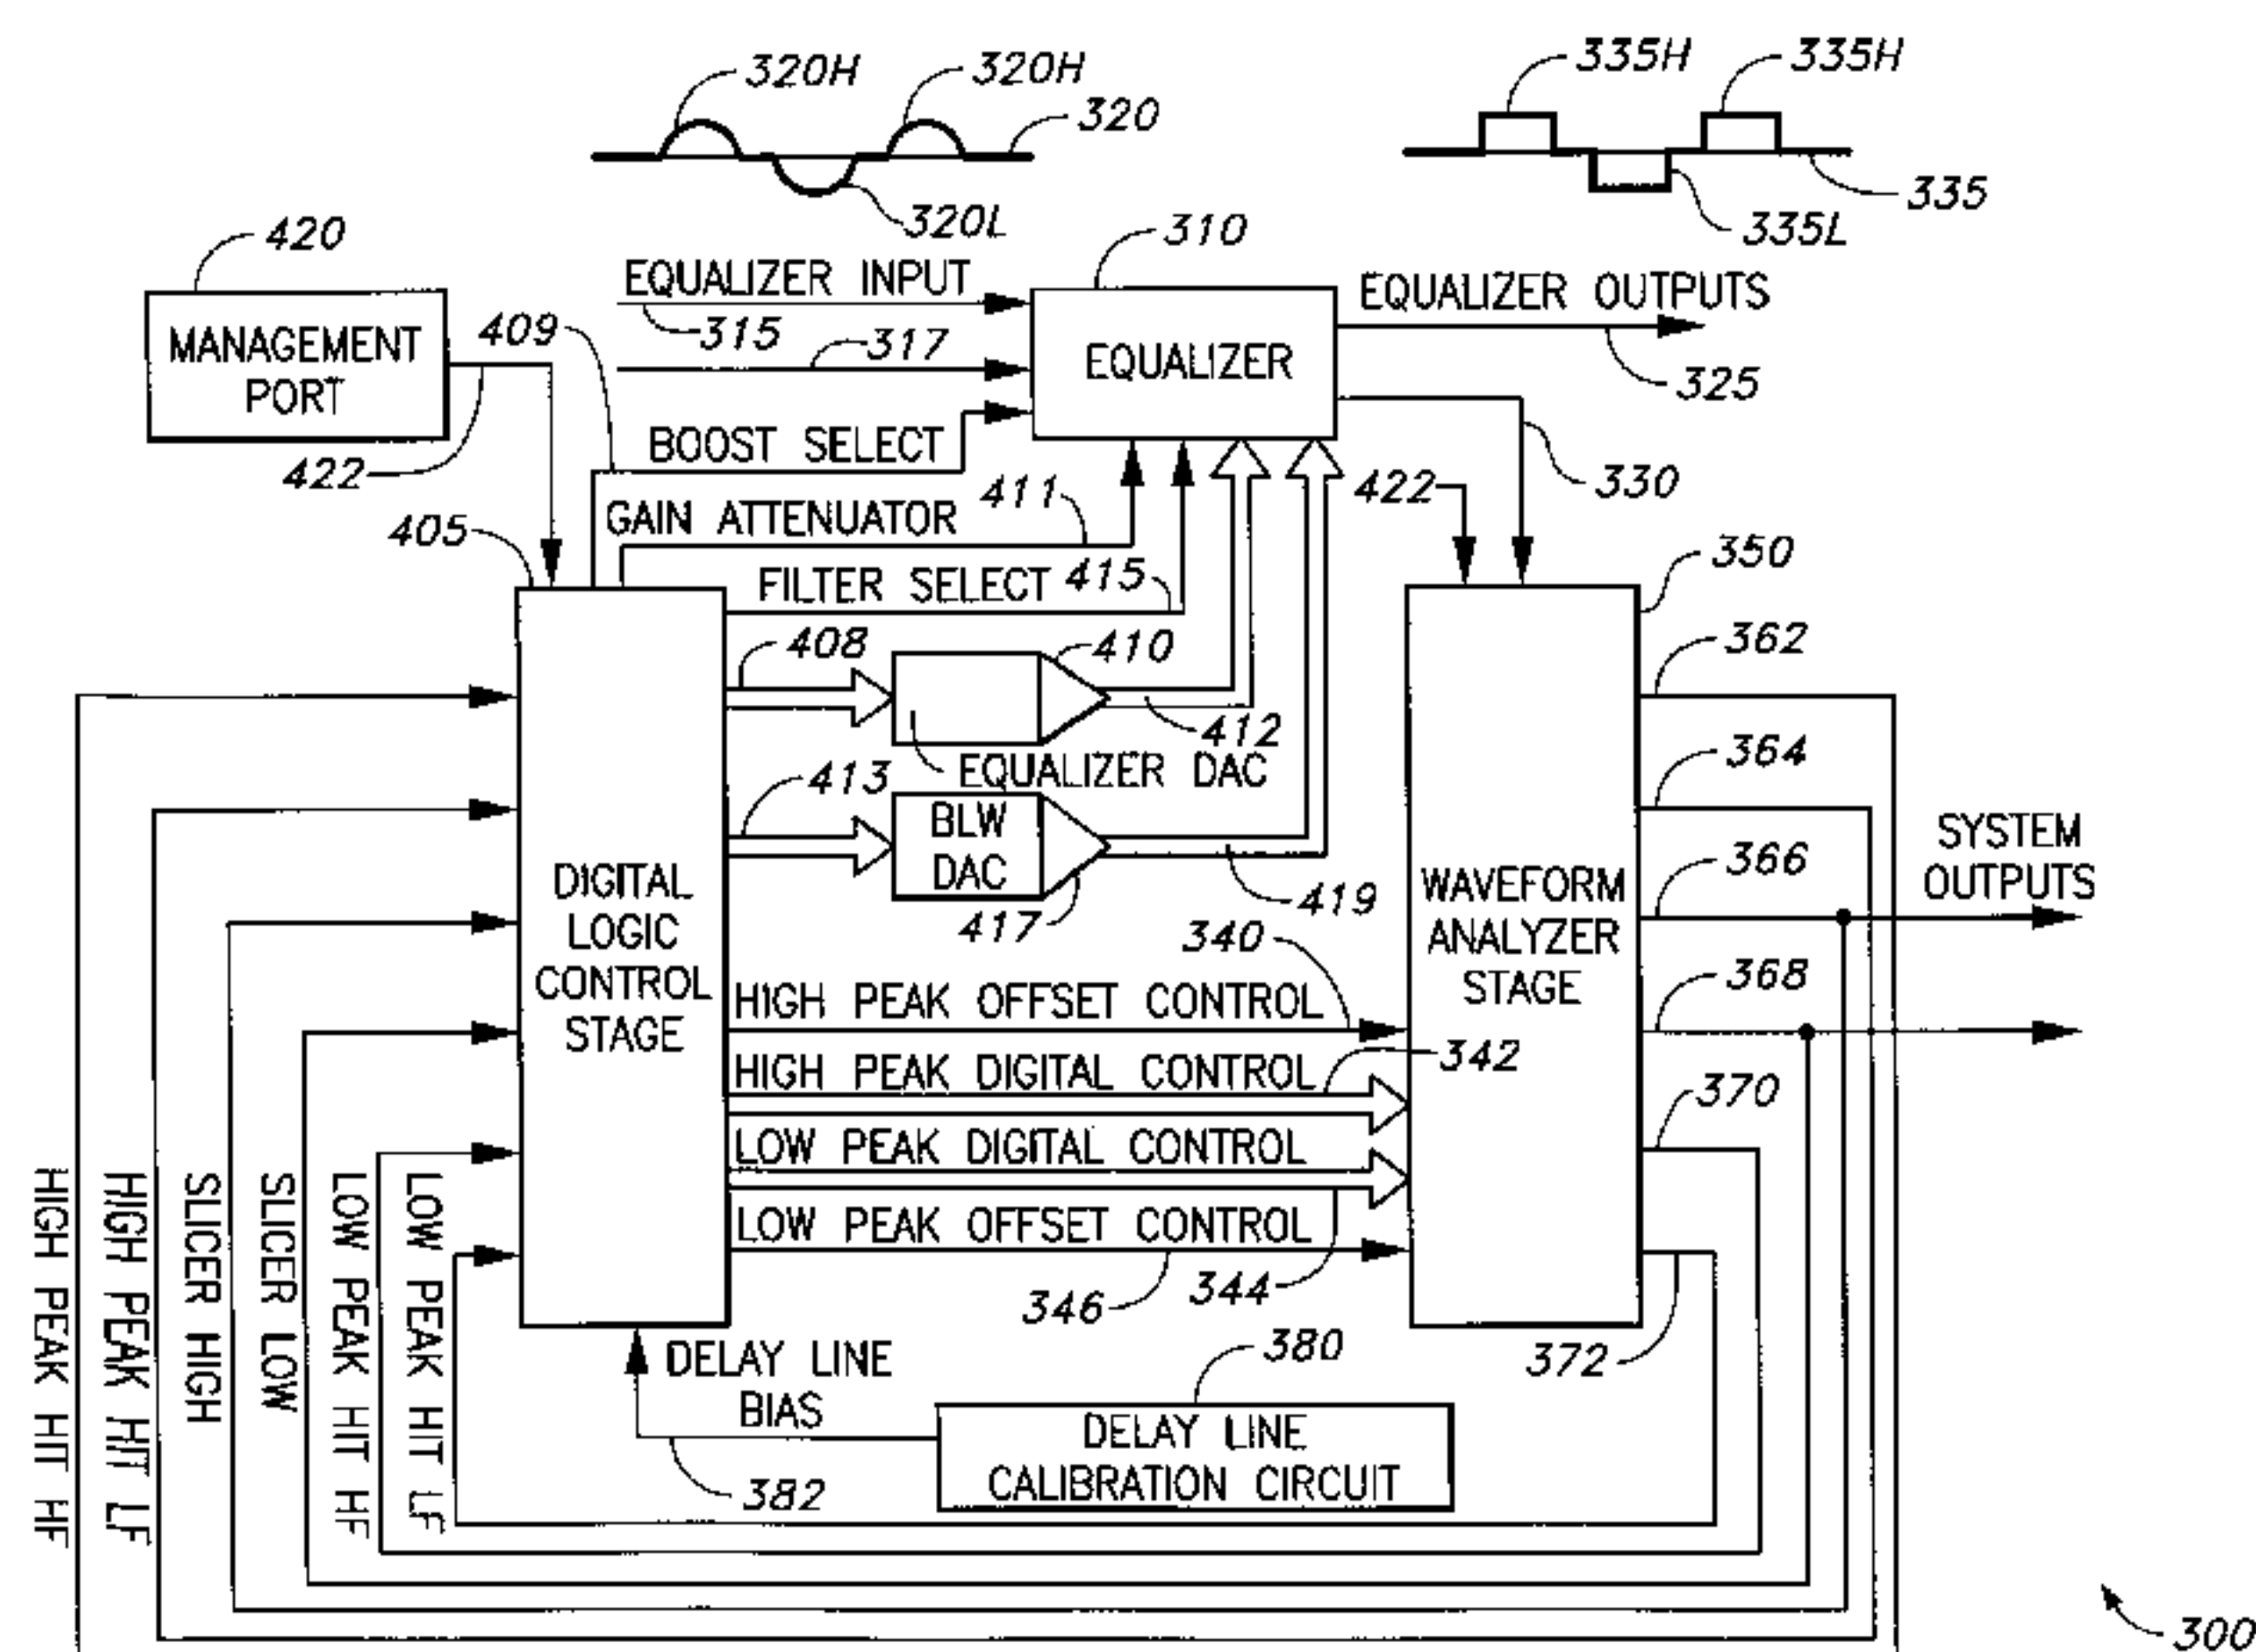 320H
320H
320
320L
335H
335H
335
335L
420
MANAGEMENT
PORT
422
409
EQUALIZER INPUT
315
317
310
EQUALIZER
EQUALIZER OUTPUTS
325
330
422
BOOST SELECT
GAIN ATTENUATOR
411
FILTER SELECT
415
405
408
410
412
EQUALIZER DAC
413
BLW
DAC
417
419
DIGITAL
LOGIC
CONTROL
STAGE
350
WAVEFORM
ANALYZER
STAGE
362
364
366
368
370
372
SYSTEM
OUTPUTS
340
HIGH PEAK OFFSET CONTROL
HIGH PEAK DIGITAL CONTROL
342
LOW PEAK DIGITAL CONTROL
LOW PEAK OFFSET CONTROL
344
346
DELAY LINE
BIAS
380
DELAY LINE
CALIBRATION CIRCUIT
382
HIGH PEAK HIT HF
HIGH PEAK HIT LF
SLICER HIGH
SLICER LOW
LOW PEAK HIT HF
LOW PEAK HIT LF
300